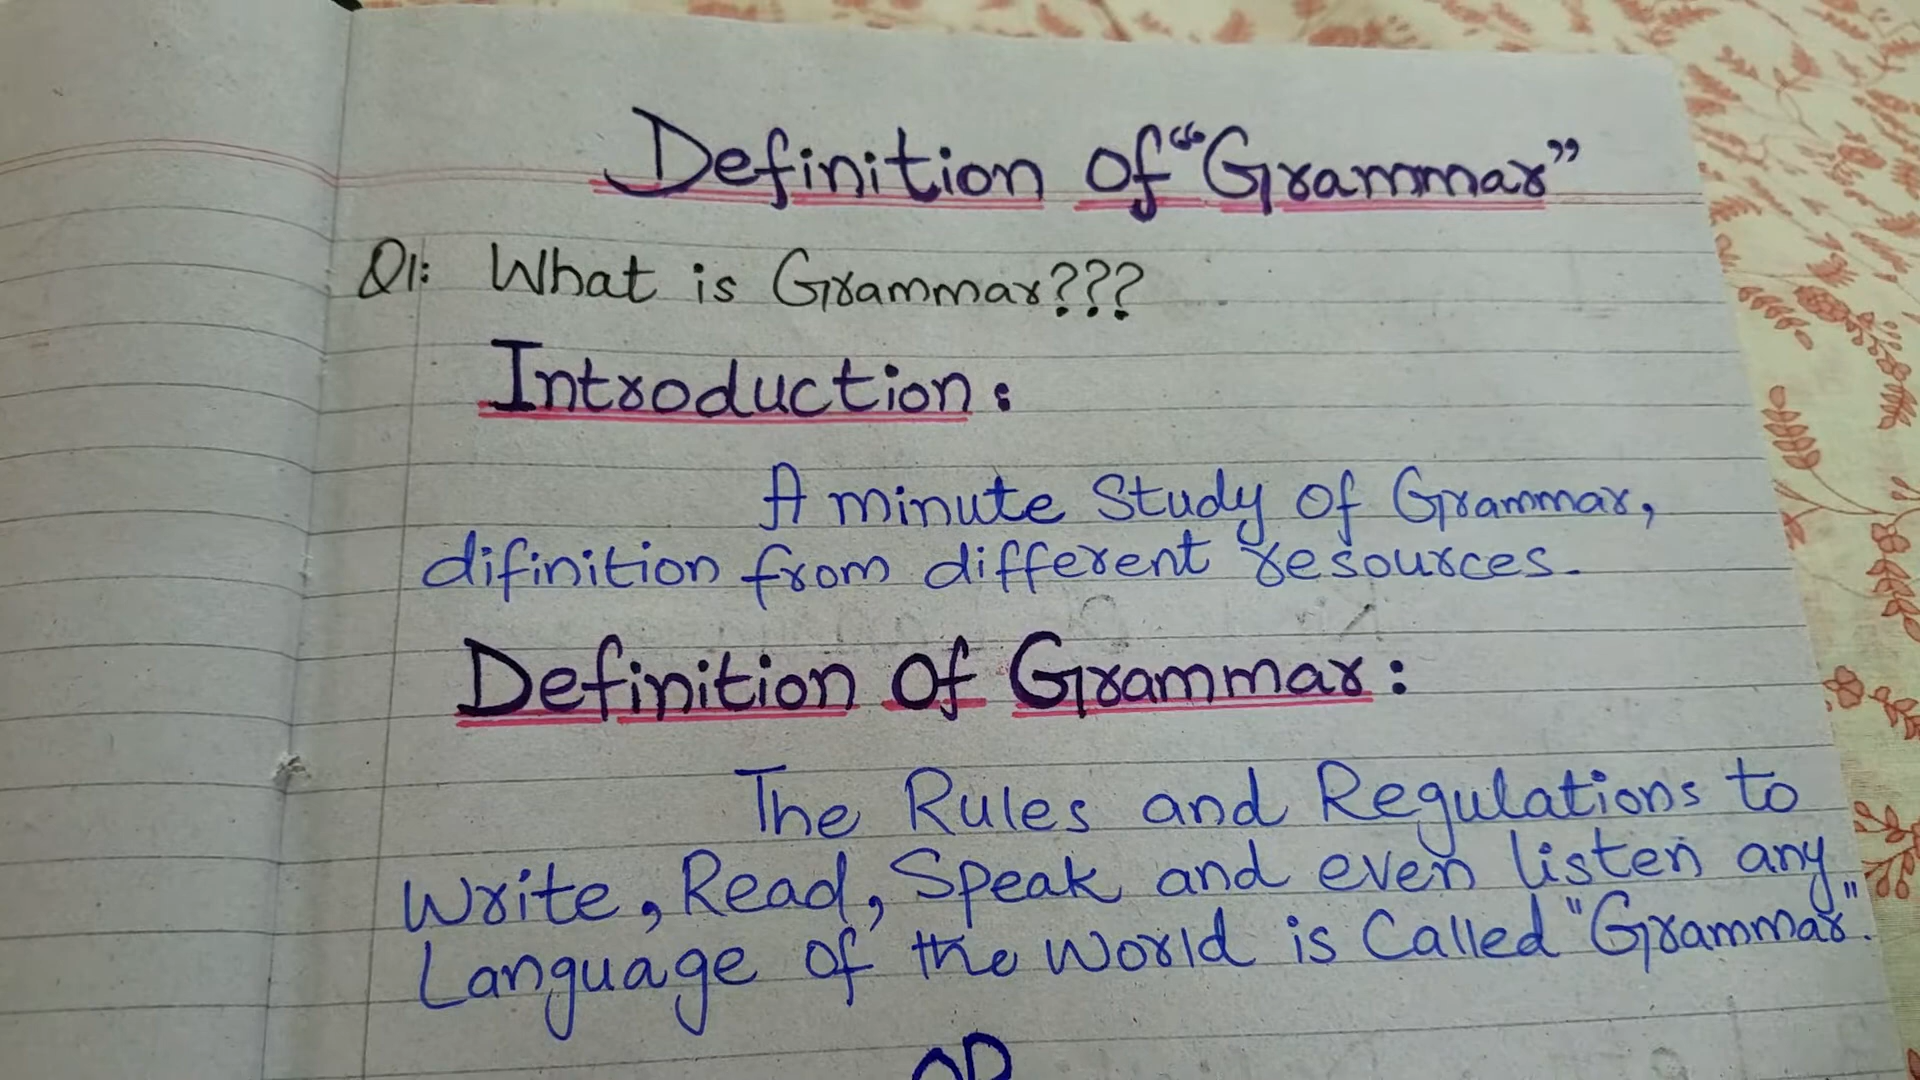 Definition of “Grammar”
Q1: What is Grammar???
Introduction:
A minute Study of Grammar,
difinition from different resources.
Definition of Grammar:
The Rules and Regulations to
Write, Read, Speak and even listen any
Language of the World is Called "Grammar".
OR